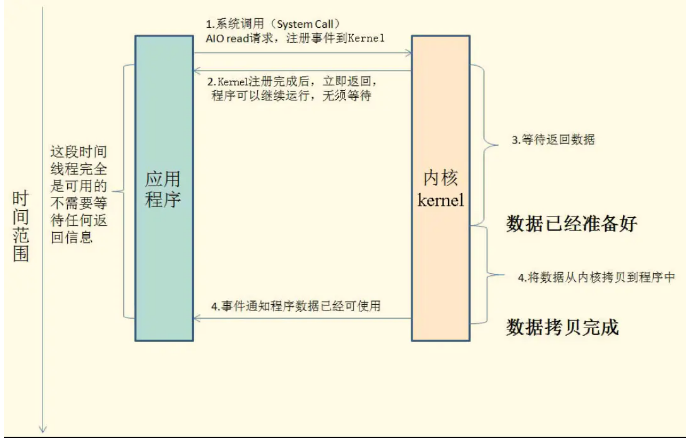 1.系统调用（System Call）
AIO read请求，注册事件到Kernel
2.Kernel注册完成后，立即返回，
程序可以继续运行，无须等待
3.等待返回数据
这段时间
线程完全
是可用的
不需要等
待任何返
回信息
时间范围
应用
程序
内核
kernel
数据已经准备好
4.将数据从内核拷贝到程序中
4.事件通知程序数据已经可使用
数据拷贝完成